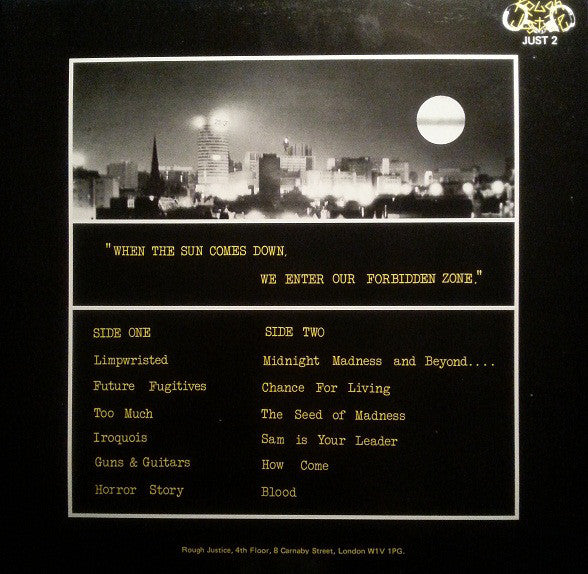 Rough
Justice
JUST 2
"WHEN THE SUN COMES DOWN,
WE ENTER OUR FORBIDDEN ZONE,"
SIDE ONE
Limpwristed
Future Fugitives
Too Much
Iroquois
Guns & Guitars
Horror Story
SIDE TWO
Midnight Madness and Beyond....
Chance For Living
The Seed of Madness
Sam is Your Leader
How Come
Blood
Rough Justice, 4th Floor, 8 Carnaby Street, London W1V 1PG.